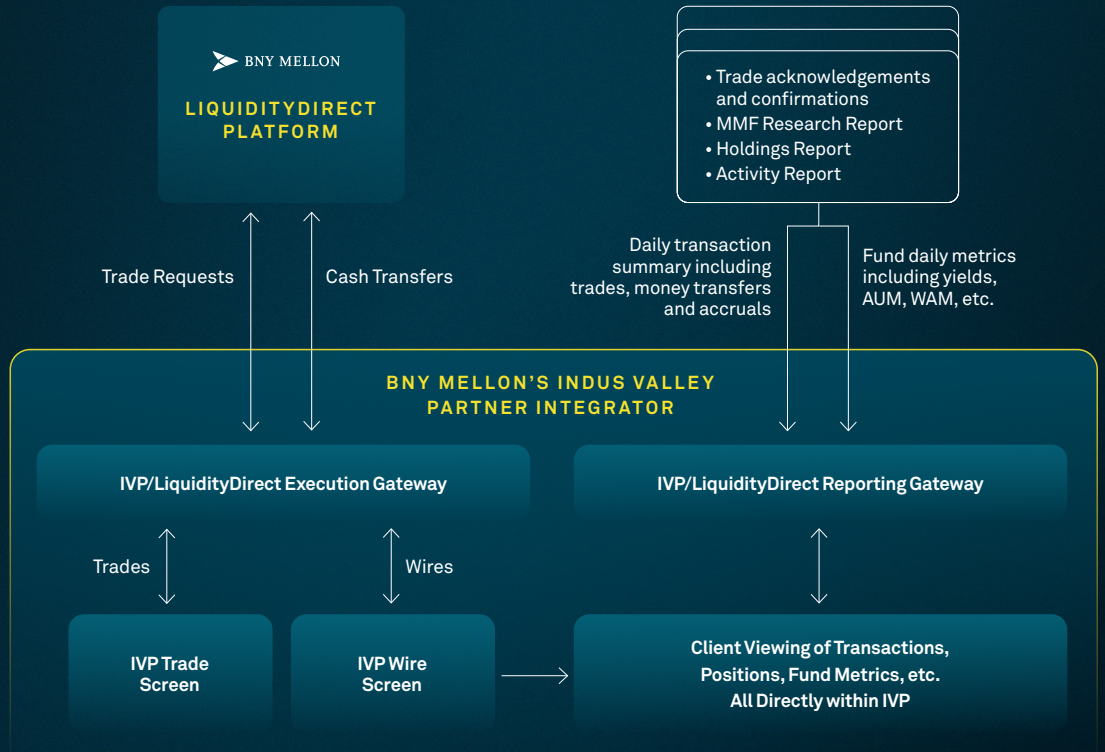 BNY MELLON
LIQUIDITYDIRECT
PLATFORM
• Trade acknowledgements
and confirmations
• MMF Research Report
• Holdings Report
• Activity Report
Trade Requests
Cash Transfers
Daily transaction
summary including
trades, money transfers
and accruals
Fund daily metrics
including yields,
AUM, WAM, etc.
BNY MELLON’S INDUS VALLEY
PARTNER INTEGRATOR
IVP/LiquidityDirect Execution Gateway
IVP/LiquidityDirect Reporting Gateway
Trades
Wires
IVP Trade
Screen
IVP Wire
Screen
Client Viewing of Transactions,
Positions, Fund Metrics, etc.
All Directly within IVP